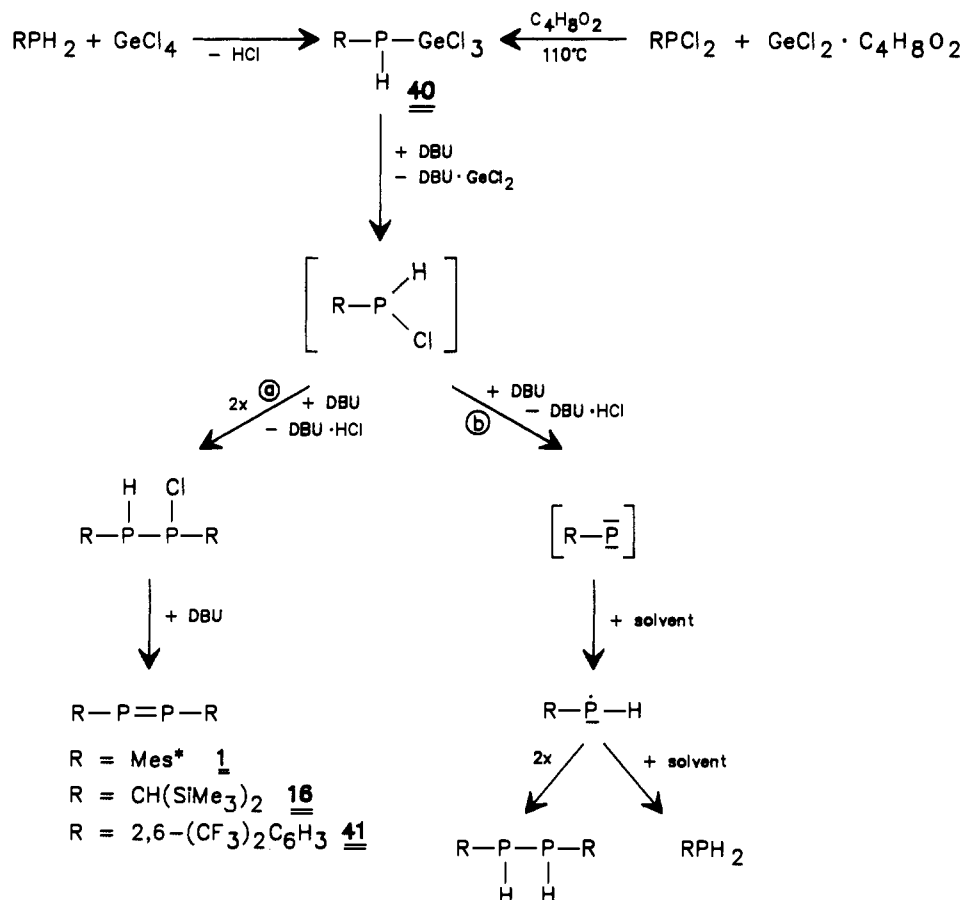 RPH2 + GeCl4
– HCl
R–P–GeCl3
H
40
C4H8O2
110°C
RPCl2 + GeCl2 · C4H8O2
+ DBU
– DBU · GeCl2
R–P
H
Cl
2x ⓐ + DBU
– DBU · HCl
ⓑ + DBU
– DBU · HCl
H Cl
R–P–P–R
[R–P]
+ DBU
+ solvent
R–P=P–R
R–P–H
R = Mes* 1
R = CH(SiMe3)2 16
R = 2,6–(CF3)2C6H3 41
2x
+ solvent
R–P–P–R
H H
RPH2